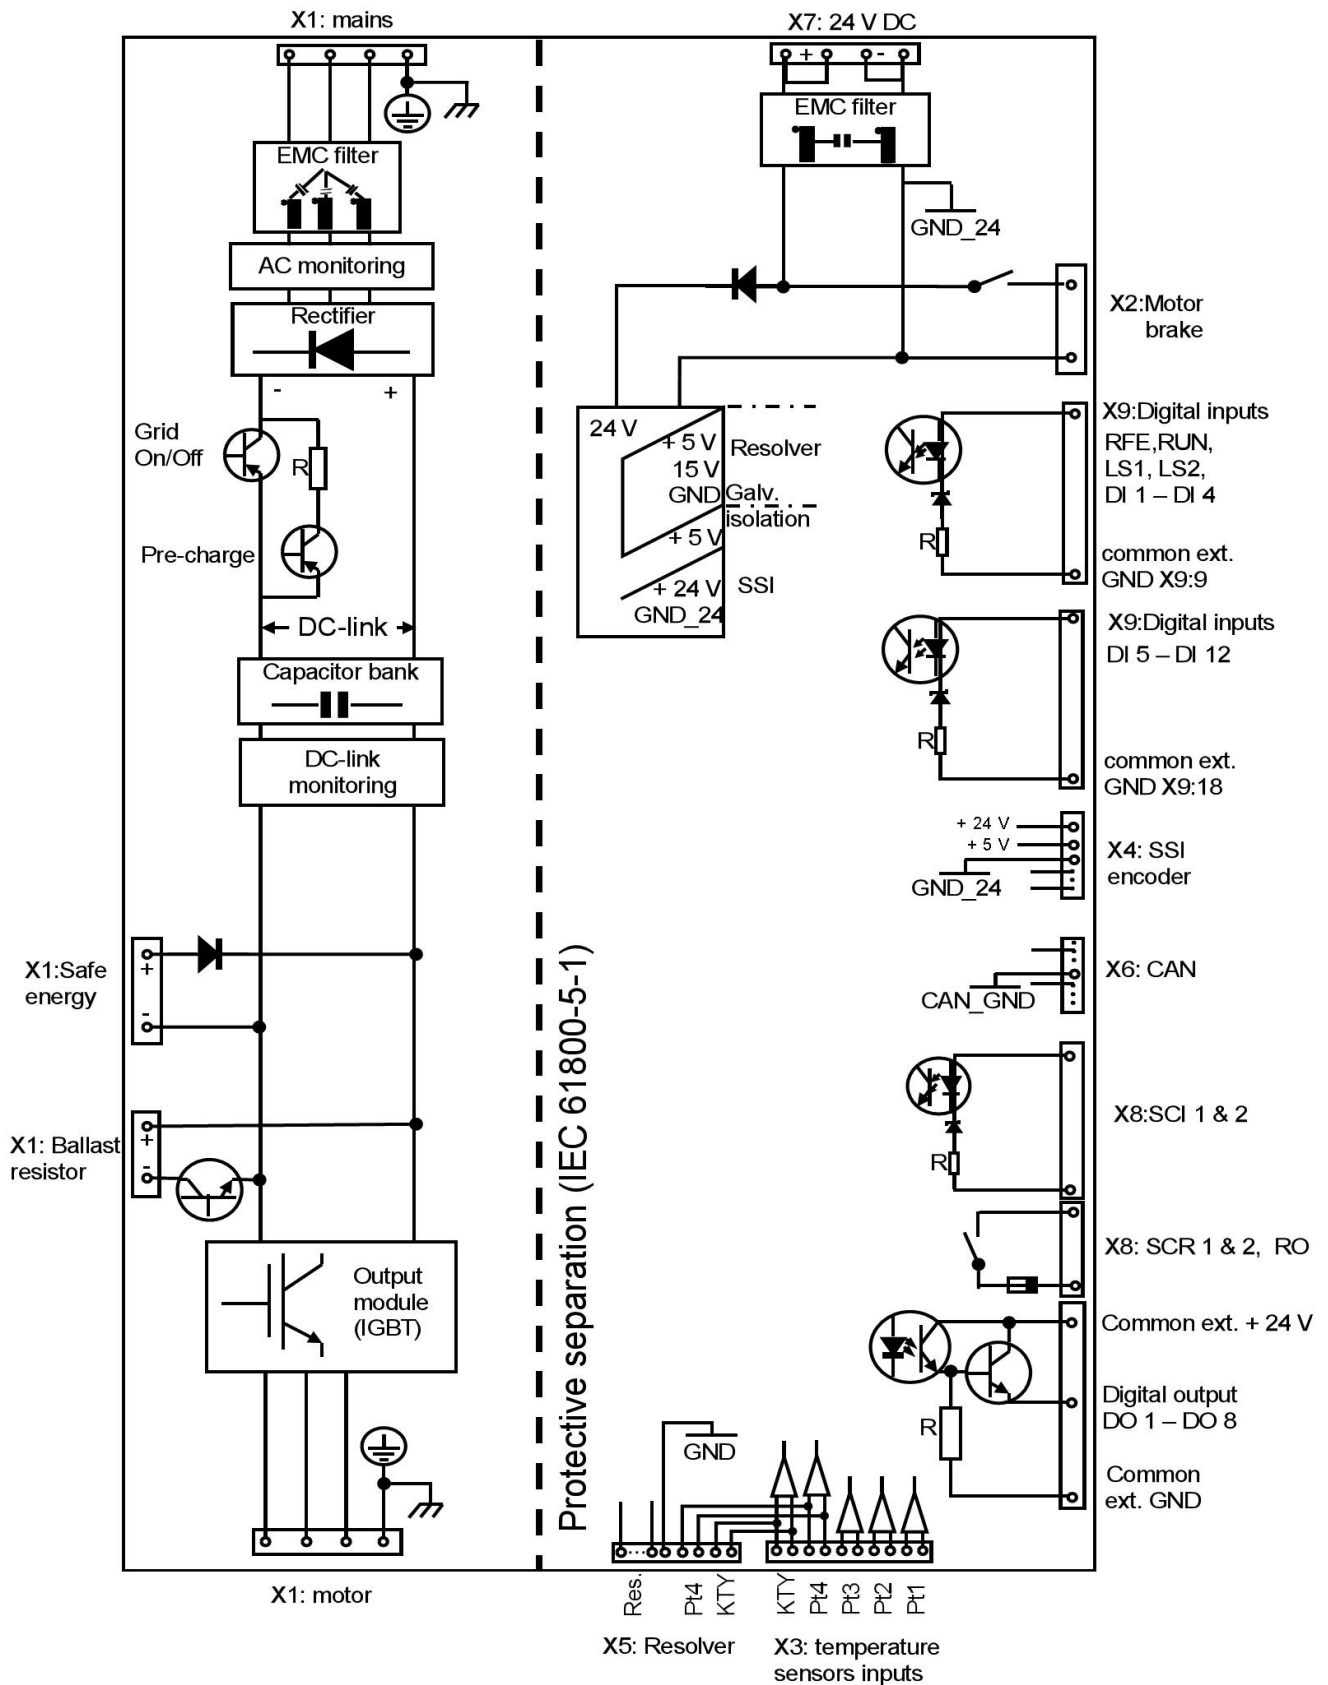 X1: mains
X7: 24 V DC
+
-
EMC filter
EMC filter
GND_24
AC monitoring
Rectifier
-
+
X2:Motor
brake
Grid
On/Off
R
Pre-charge
24 V
+ 5 V
15 V
GND
+ 5 V
+ 24 V
GND_24
Resolver
Galv.
isolation
SSI
X9:Digital inputs
RFE,RUN,
LS1, LS2,
DI 1 – DI 4
R
common ext.
GND X9:9
DC-link
Capacitor bank
DC-link
monitoring
X9:Digital inputs
DI 5 – DI 12
R
common ext.
GND X9:18
+ 24 V
+ 5 V
GND_24
X4: SSI
encoder
X1:Safe
energy
+
-
CAN_GND
X6: CAN
Protective separation (IEC 61800-5-1)
X1: Ballast
resistor
+
-
R
X8:SCI 1 & 2
X8: SCR 1 & 2, RO
Output
module
(IGBT)
Common ext. + 24 V
Digital output
DO 1 – DO 8
R
Common
ext. GND
GND
X1: motor
Res.
Pt4
KTY
KTY
Pt4
Pt3
Pt2
Pt1
X5: Resolver
X3: temperature
sensors inputs